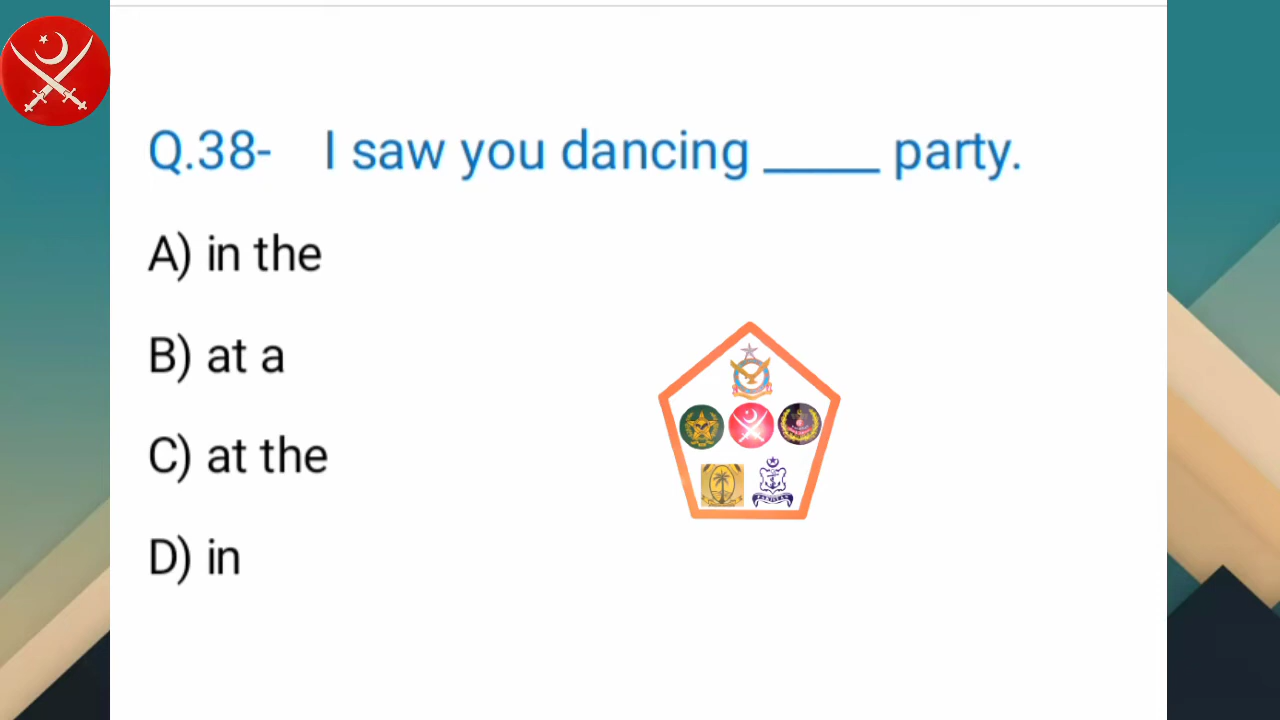 Q.38- I saw you dancing _____ party.
A) in the
B) at a
C) at the
D) in